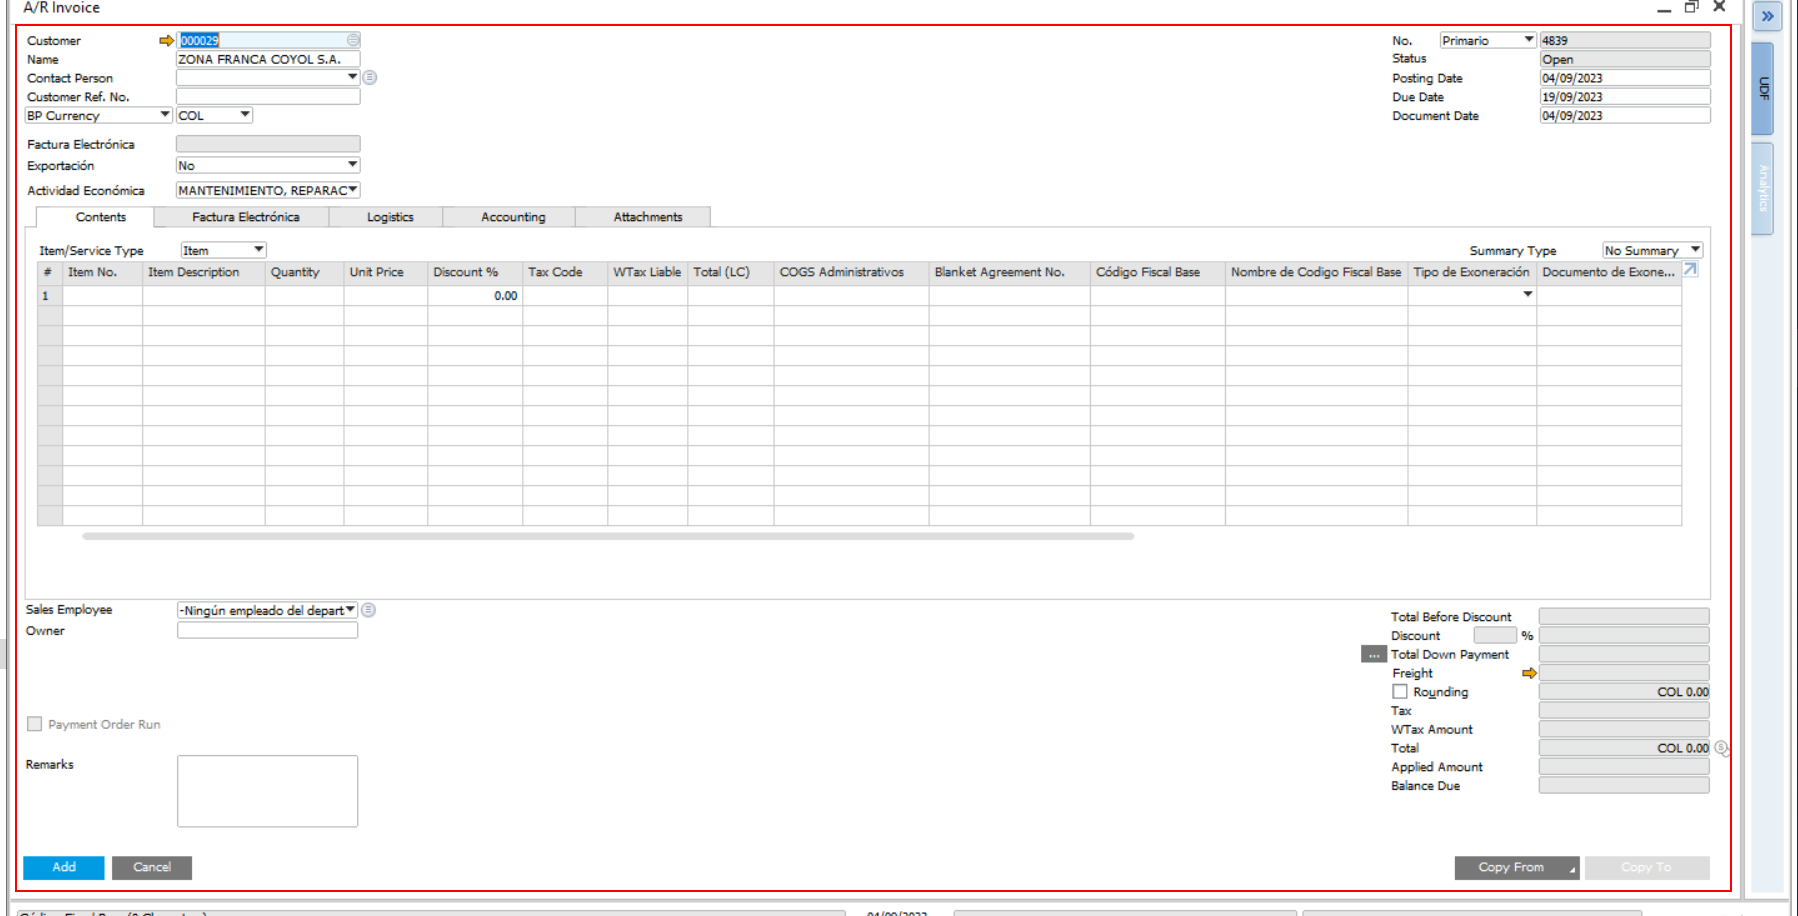 A/R Invoice
Customer 000029
Name ZONA FRANCA COYOL S.A.
Contact Person
Customer Ref. No.
BP Currency COL
Factura Electrónica
Exportación No
Actividad Económica MANTENIMIENTO, REPARAC
No. Primario 4839
Status Open
Posting Date 04/09/2023
Due Date 19/09/2023
Document Date 04/09/2023
UDF
Analytics
Contents Factura Electrónica Logistics Accounting Attachments
Item/Service Type Item Summary Type No Summary
# Item No. Item Description Quantity Unit Price Discount % Tax Code WTax Liable Total (LC) COGS Administrativos Blanket Agreement No. Código Fiscal Base Nombre de Codigo Fiscal Base Tipo de Exoneración Documento de Exone...
1 0.00
Sales Employee -Ningún empleado del depart
Owner
Payment Order Run
Remarks
Total Before Discount
Discount %
... Total Down Payment
Freight
Rounding COL 0.00
Tax
WTax Amount
Total COL 0.00
Applied Amount
Balance Due
Add Cancel Copy From Copy To
04/09/2023